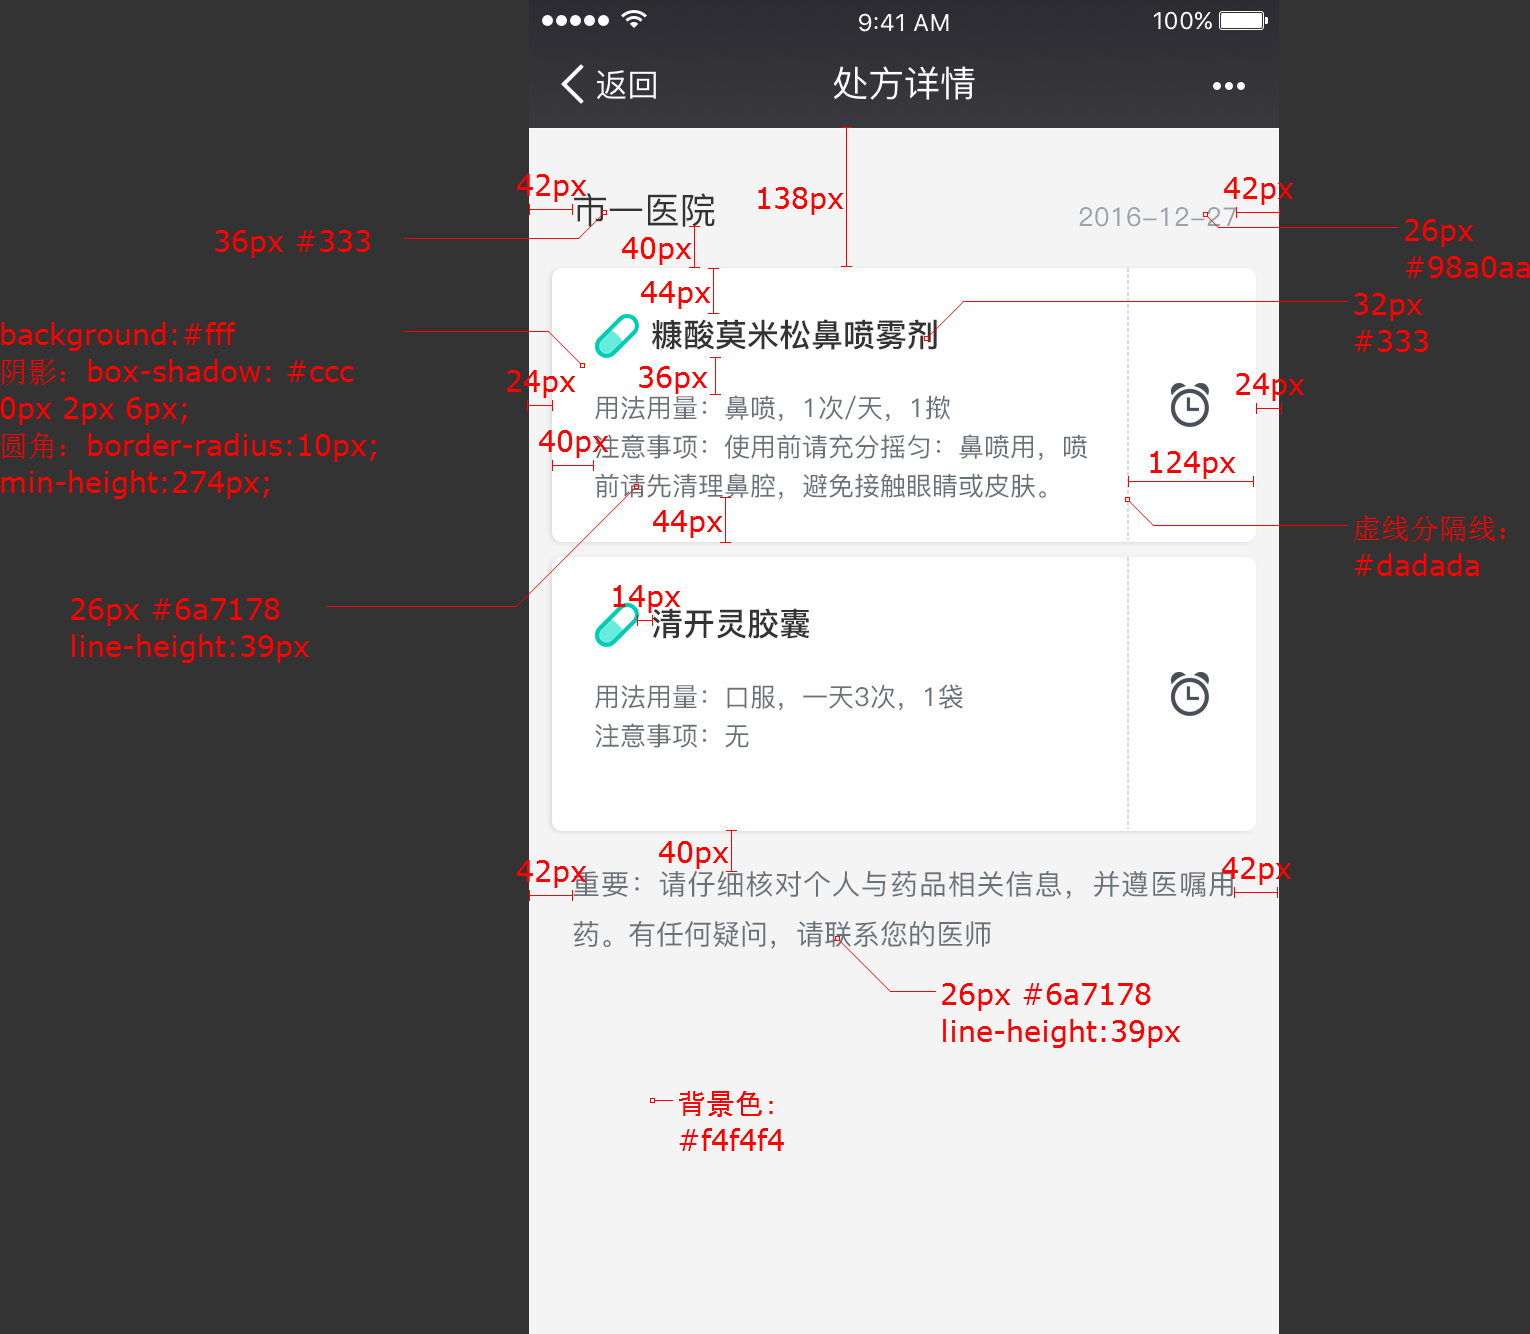 9:41 AM
100%
返回
处方详情
42px
市一医院
138px
42px
2016-12-27
36px #333
40px
26px
#98a0aa
44px
32px
#333
background:#fff
阴影：box-shadow: #ccc
0px 2px 6px;
圆角：border-radius:10px;
min-height:274px;
糠酸莫米松鼻喷雾剂
24px
36px
24px
用法用量：鼻喷，1次/天，1揿
40px
注意事项：使用前请充分摇匀：鼻喷用，喷
前请先清理鼻腔，避免接触眼睛或皮肤。
124px
44px
虚线分隔线：
#dadada
26px #6a7178
line-height:39px
14px
清开灵胶囊
用法用量：口服，一天3次，1袋
注意事项：无
40px
42px
42px
重要：请仔细核对个人与药品相关信息，并遵医嘱用
药。有任何疑问，请联系您的医师
26px #6a7178
line-height:39px
背景色：
#f4f4f4